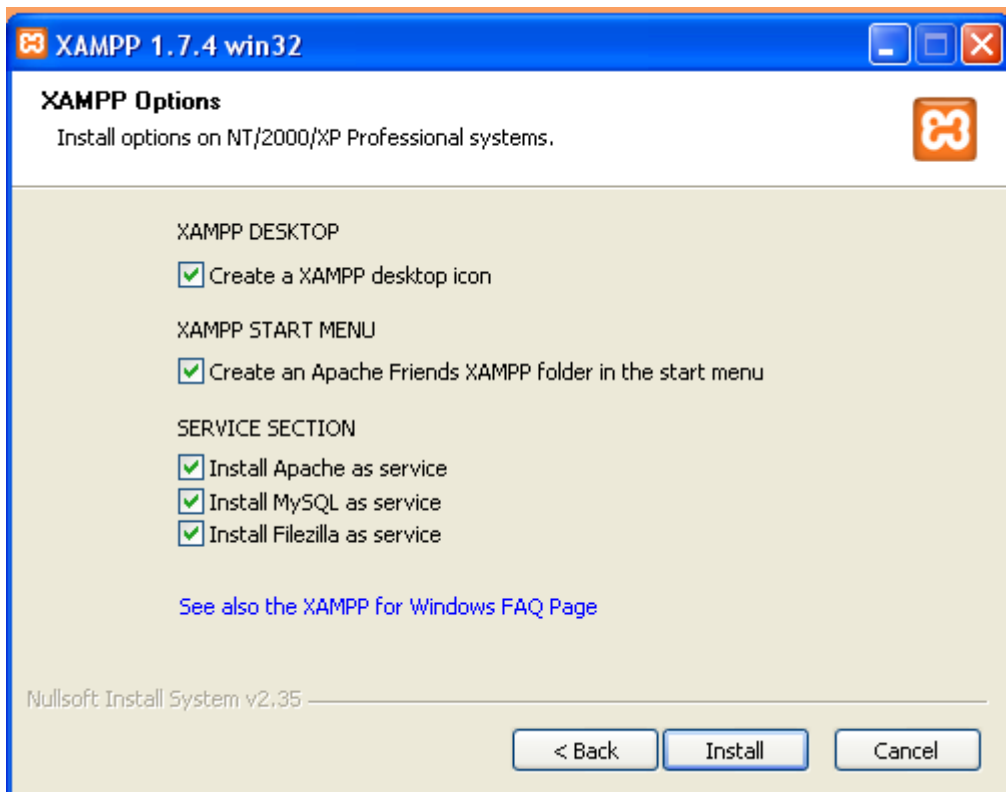 XAMPP 1.7.4 win32
XAMPP Options
Install options on NT/2000/XP Professional systems.
XAMPP DESKTOP
Create a XAMPP desktop icon
XAMPP START MENU
Create an Apache Friends XAMPP folder in the start menu
SERVICE SECTION
Install Apache as service
Install MySQL as service
Install Filezilla as service
See also the XAMPP for Windows FAQ Page
Nullsoft Install System v2.35
< Back Install Cancel